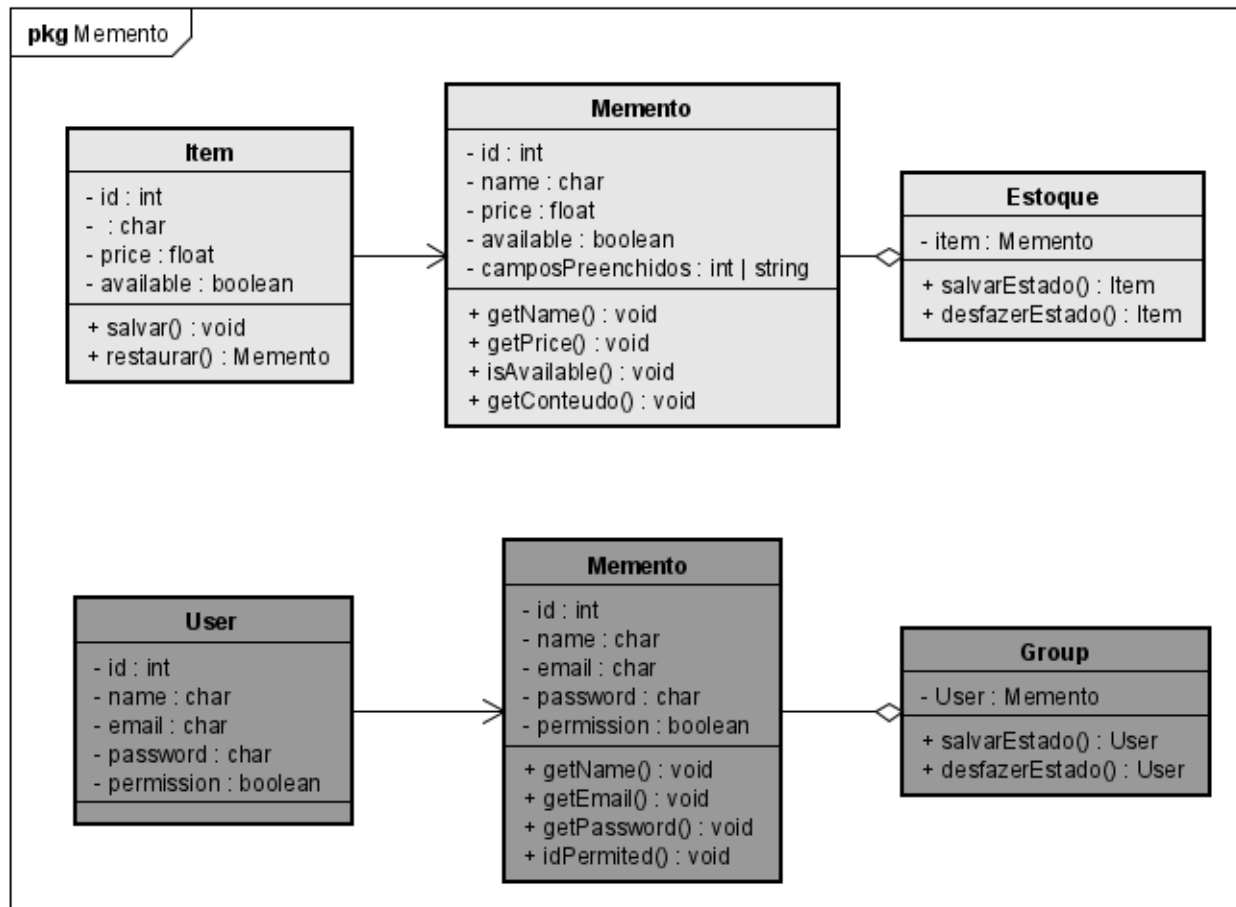 pkg Memento
Item
- id : int
- : char
- price : float
- available : boolean
+ salvar() : void
+ restaurar() : Memento
Memento
- id : int
- name : char
- price : float
- available : boolean
- camposPreenchidos : int | string
+ getName() : void
+ getPrice() : void
+ isAvailable() : void
+ getConteudo() : void
Estoque
- item : Memento
+ salvarEstado() : Item
+ desfazerEstado() : Item
User
- id : int
- name : char
- email : char
- password : char
- permission : boolean
Memento
- id : int
- name : char
- email : char
- password : char
- permission : boolean
+ getName() : void
+ getEmail() : void
+ getPassword() : void
+ idPermited() : void
Group
- User : Memento
+ salvarEstado() : User
+ desfazerEstado() : User